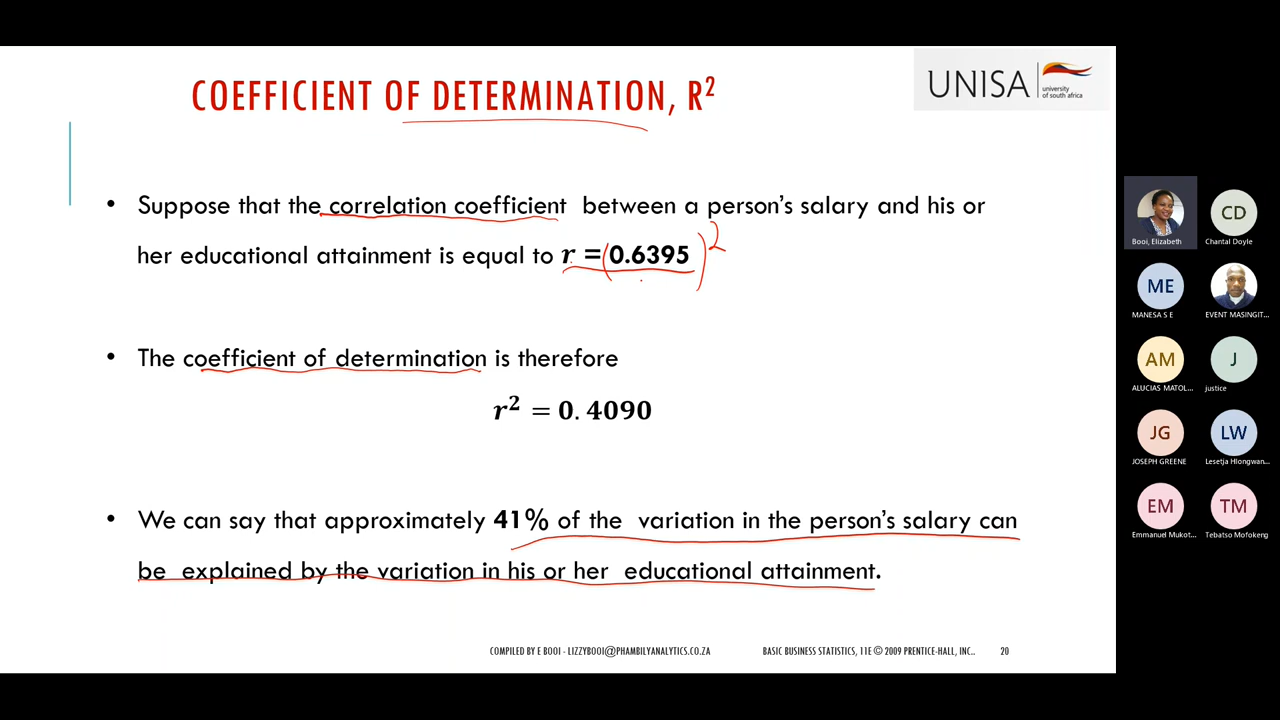 COEFFICIENT OF DETERMINATION, R²
UNISA
university
of south africa
• Suppose that the correlation coefficient between a person's salary and his or
her educational attainment is equal to r = (0.6395)²
• The coefficient of determination is therefore
r² = 0.4090
• We can say that approximately 41% of the variation in the person's salary can
be explained by the variation in his or her educational attainment.
COMPILED BY E BOOI - LIZZYBOOI@PHAMBILYANALYTICS.CO.ZA
BASIC BUSINESS STATISTICS, 11E © 2009 PRENTICE-HALL, INC..
20
Booi, Elizabeth
CD
Chantal Doyle
ME
MANESA S E
EVENT MASINGIT...
AM
ALUCIAS MATOL...
J
justice
JG
JOSEPH GREENE
LW
Lesetja Hlongwan...
EM
Emmanuel Mukot...
TM
Tebatso Mofokeng